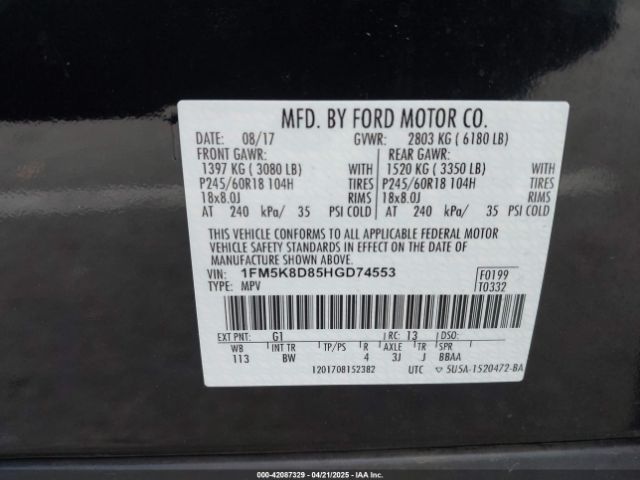 MFD. BY FORD MOTOR CO.
DATE: 08/17 GVWR: 2803 KG ( 6180 LB)
FRONT GAWR: REAR GAWR:
1397 KG ( 3080 LB) WITH 1520 KG ( 3350 LB) WITH
P245/60R18 104H TIRES P245/60R18 104H TIRES
18x8.0J RIMS 18x8.0J RIMS
AT 240 kPa/ 35 PSI COLD AT 240 kPa/ 35 PSI COLD
THIS VEHICLE CONFORMS TO ALL APPLICABLE FEDERAL MOTOR
VEHICLE SAFETY AND BUMPER STANDARDS IN EFFECT ON THE DATE OF
MANUFACTURE SHOWN ABOVE.
VIN: 1FM5K8D85HGD74553 F0199
TYPE: MPV T0332
EXT PNT: G1 RC: 13 DSO:
WB INT TR TP/PS R AXLE TR SPR
113 BW 4 3J J BBAA
1201708152382 UTC ▽ 5U5A-1520472-BA
000-42087329 - 04/21/2025 - IAAI.com